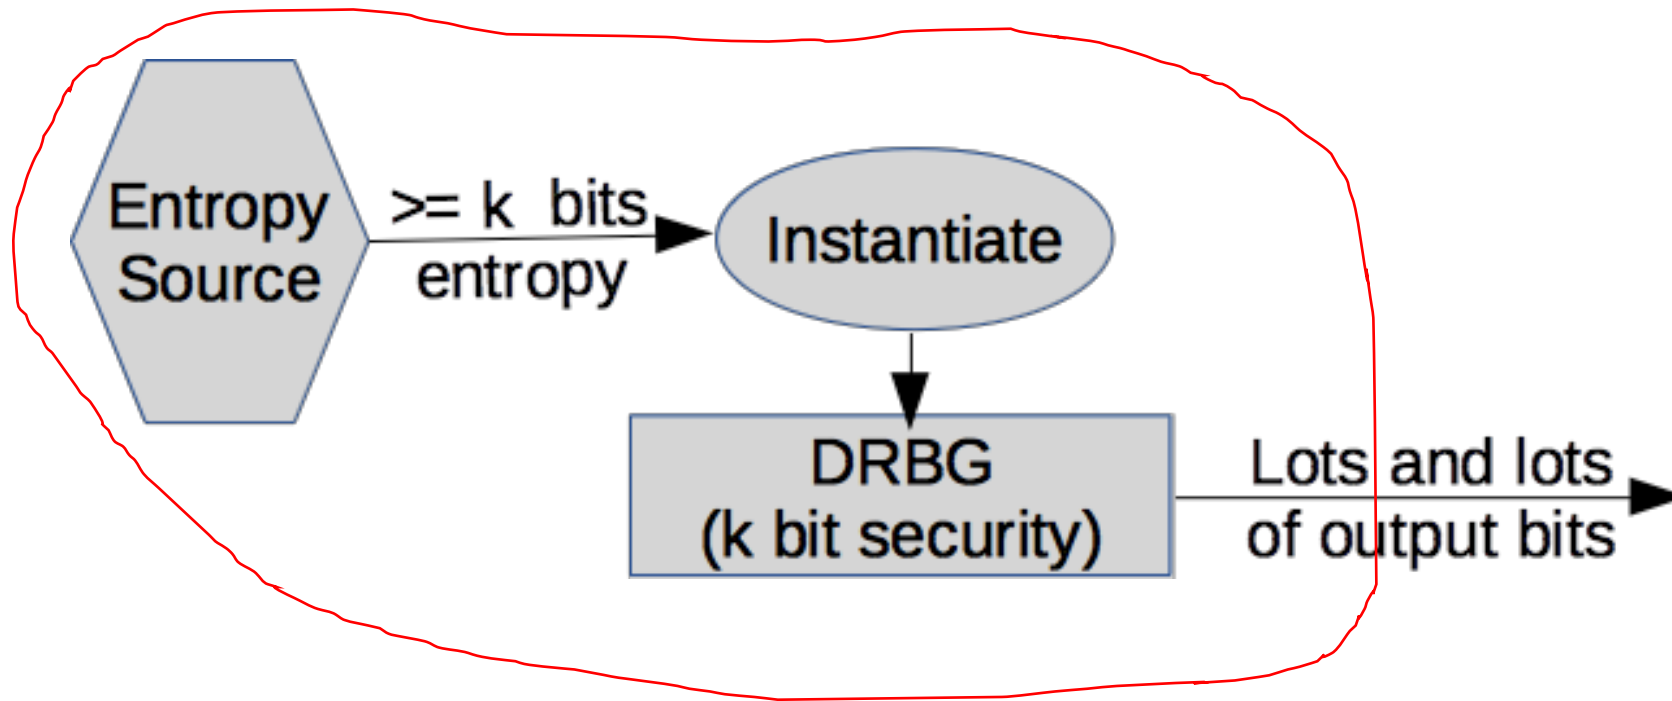 Entropy
Source
>= k bits
entropy
Instantiate
DRBG
(k bit security)
Lots and lots
of output bits